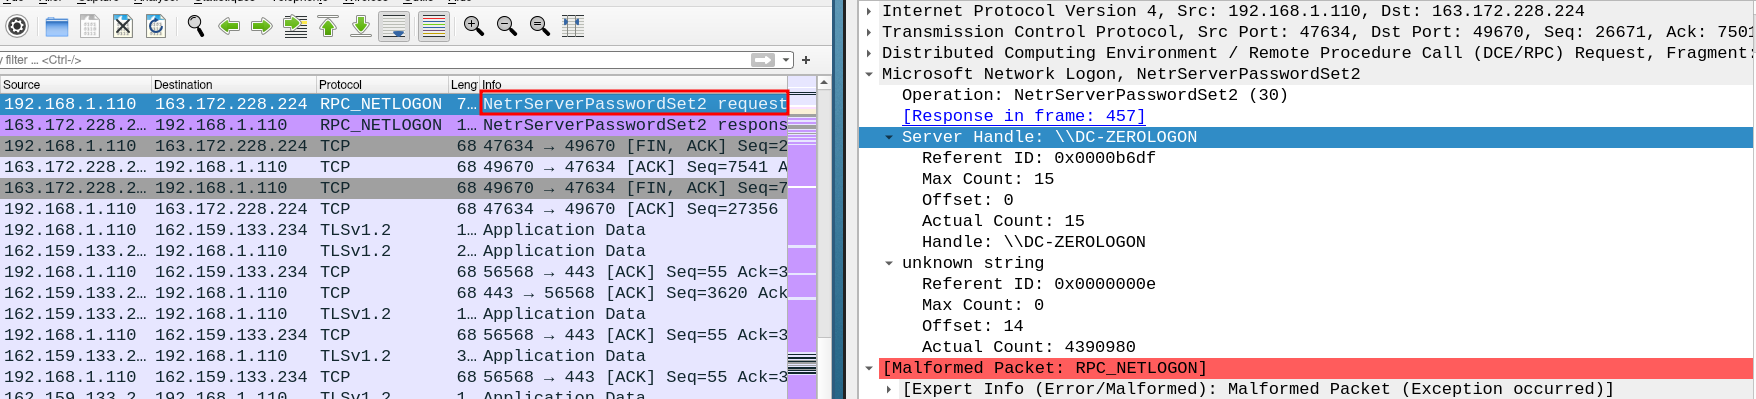 y filter ... <Ctrl-/>
Source Destination Protocol Leng Info
192.168.1.110 163.172.228.224 RPC_NETLOGON 7… NetrServerPasswordSet2 request
163.172.228.2… 192.168.1.110 RPC_NETLOGON 1… NetrServerPasswordSet2 respons
192.168.1.110 163.172.228.224 TCP 68 47634 → 49670 [FIN, ACK] Seq=2
163.172.228.2… 192.168.1.110 TCP 68 49670 → 47634 [ACK] Seq=7541 A
163.172.228.2… 192.168.1.110 TCP 68 49670 → 47634 [FIN, ACK] Seq=7
192.168.1.110 163.172.228.224 TCP 68 47634 → 49670 [ACK] Seq=27356
192.168.1.110 162.159.133.234 TLSv1.2 1… Application Data
162.159.133.2… 192.168.1.110 TLSv1.2 2… Application Data
192.168.1.110 162.159.133.234 TCP 68 56568 → 443 [ACK] Seq=55 Ack=3
162.159.133.2… 192.168.1.110 TCP 68 443 → 56568 [ACK] Seq=3620 Ack
162.159.133.2… 192.168.1.110 TLSv1.2 1… Application Data
192.168.1.110 162.159.133.234 TCP 68 56568 → 443 [ACK] Seq=55 Ack=3
162.159.133.2… 192.168.1.110 TLSv1.2 3… Application Data
192.168.1.110 162.159.133.234 TCP 68 56568 → 443 [ACK] Seq=55 Ack=3
162.159.133.2 192.168.1.110 TLSv1.2 1 Application Data
Internet Protocol Version 4, Src: 192.168.1.110, Dst: 163.172.228.224
Transmission Control Protocol, Src Port: 47634, Dst Port: 49670, Seq: 26671, Ack: 7501
Distributed Computing Environment / Remote Procedure Call (DCE/RPC) Request, Fragment:
Microsoft Network Logon, NetrServerPasswordSet2
Operation: NetrServerPasswordSet2 (30)
[Response in frame: 457]
Server Handle: \\DC-ZEROLOGON
Referent ID: 0x0000b6df
Max Count: 15
Offset: 0
Actual Count: 15
Handle: \\DC-ZEROLOGON
unknown string
Referent ID: 0x0000000e
Max Count: 0
Offset: 14
Actual Count: 4390980
[Malformed Packet: RPC_NETLOGON]
[Expert Info (Error/Malformed): Malformed Packet (Exception occurred)]